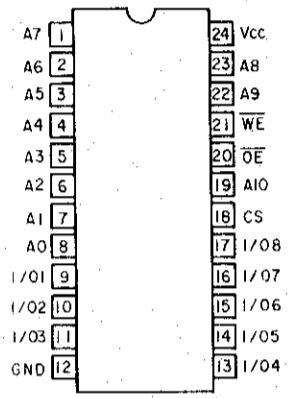 A7 1 24 Vcc
A6 2 23 A8
A5 3 22 A9
A4 4 21 W̅E̅
A3 5 20 O̅E̅
A2 6 19 A10
A1 7 18 CS
A0 8 17 I/O8
I/O1 9 16 I/O7
I/O2 10 15 I/O6
I/O3 11 14 I/O5
GND 12 13 I/O4